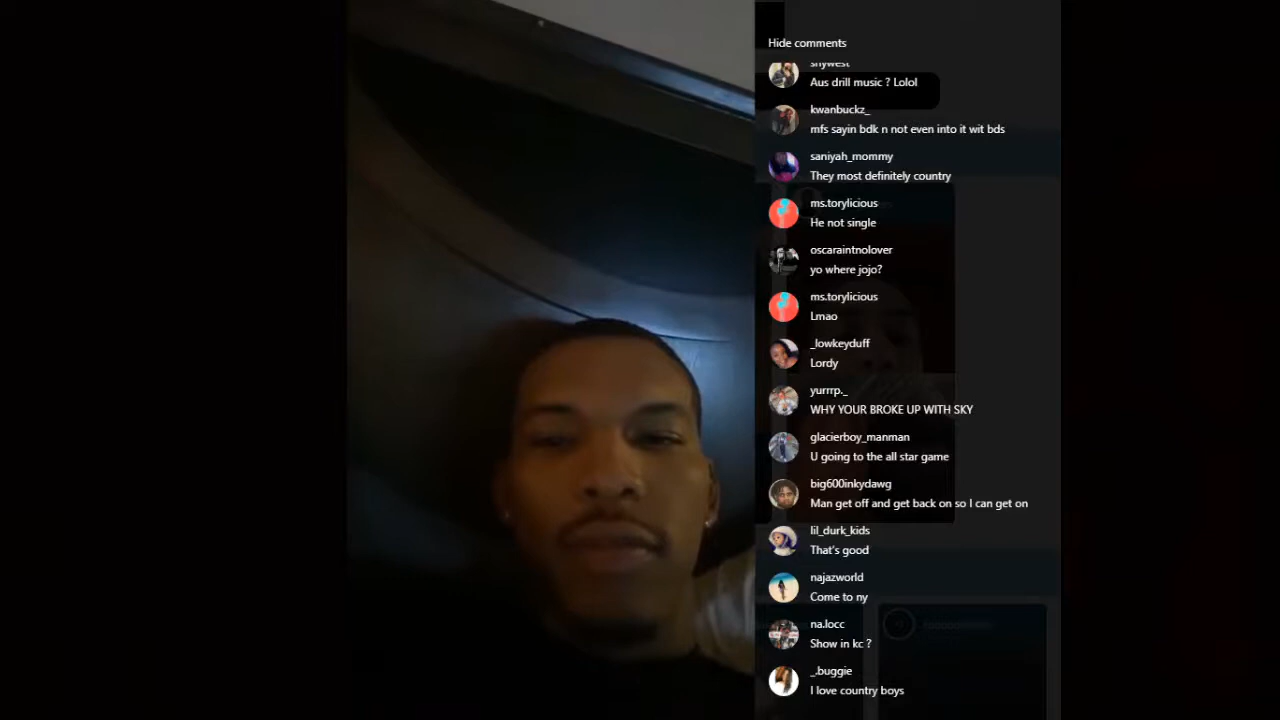 Hide comments
shywest
Aus drill music ? Lolol
kwanbuckz_
mfs sayin bdk n not even into it wit bds
saniyah_mommy
They most definitely country
ms.torylicious
He not single
oscaraintnolover
yo where jojo?
ms.torylicious
Lmao
_lowkeyduff
Lordy
yurrrp._
WHY YOUR BROKE UP WITH SKY
glacierboy_manman
U going to the all star game
big600inkydawg
Man get off and get back on so I can get on
lil_durk_kids
That's good
najazworld
Come to ny
na.locc
Show in kc ?
_.buggie
I love country boys